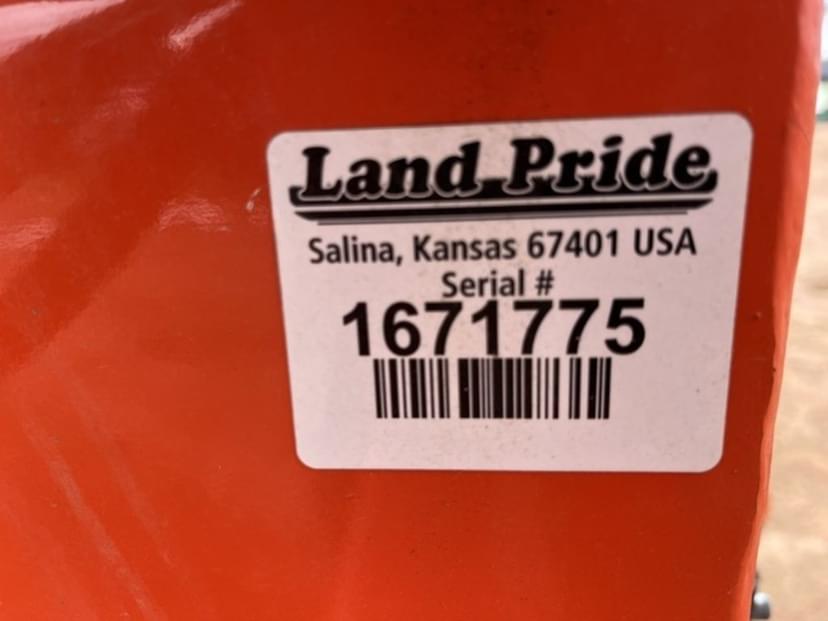 Land Pride
Salina, Kansas 67401 USA
Serial #
1671775